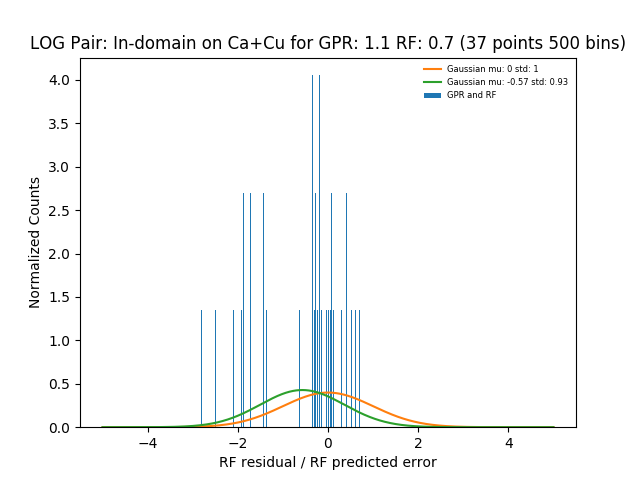 LOG Pair: In-domain on Ca+Cu for GPR: 1.1 RF: 0.7 (37 points 500 bins)
Gaussian mu: 0 std: 1
Gaussian mu: -0.57 std: 0.93
GPR and RF
Normalized Counts
4.0
3.5
3.0
2.5
2.0
1.5
1.0
0.5
0.0
−4 −2 0 2 4
RF residual / RF predicted error